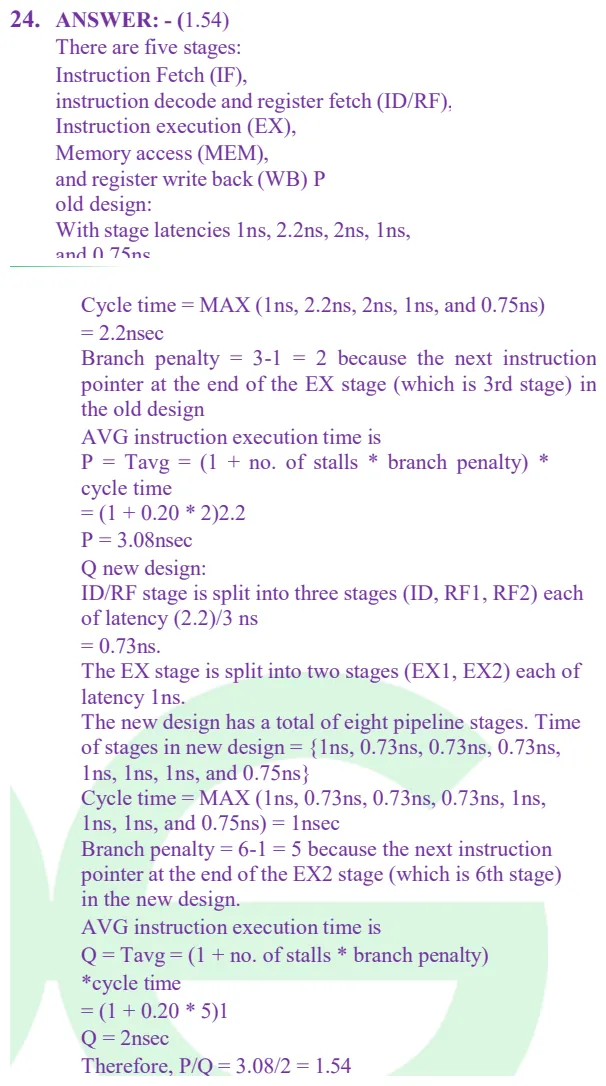 24. ANSWER: - (1.54)
There are five stages:
Instruction Fetch (IF),
instruction decode and register fetch (ID/RF),
Instruction execution (EX),
Memory access (MEM),
and register write back (WB) P
old design:
With stage latencies 1ns, 2.2ns, 2ns, 1ns,
and 0.75ns
Cycle time = MAX (1ns, 2.2ns, 2ns, 1ns, and 0.75ns)
= 2.2nsec
Branch penalty = 3-1 = 2 because the next instruction
pointer at the end of the EX stage (which is 3rd stage) in
the old design
AVG instruction execution time is
P = Tavg = (1 + no. of stalls * branch penalty) *
cycle time
= (1 + 0.20 * 2)2.2
P = 3.08nsec
Q new design:
ID/RF stage is split into three stages (ID, RF1, RF2) each
of latency (2.2)/3 ns
= 0.73ns.
The EX stage is split into two stages (EX1, EX2) each of
latency 1ns.
The new design has a total of eight pipeline stages. Time
of stages in new design = {1ns, 0.73ns, 0.73ns, 0.73ns,
1ns, 1ns, 1ns, and 0.75ns}
Cycle time = MAX (1ns, 0.73ns, 0.73ns, 0.73ns, 1ns,
1ns, 1ns, and 0.75ns) = 1nsec
Branch penalty = 6-1 = 5 because the next instruction
pointer at the end of the EX2 stage (which is 6th stage)
in the new design.
AVG instruction execution time is
Q = Tavg = (1 + no. of stalls * branch penalty)
*cycle time
= (1 + 0.20 * 5)1
Q = 2nsec
Therefore, P/Q = 3.08/2 = 1.54